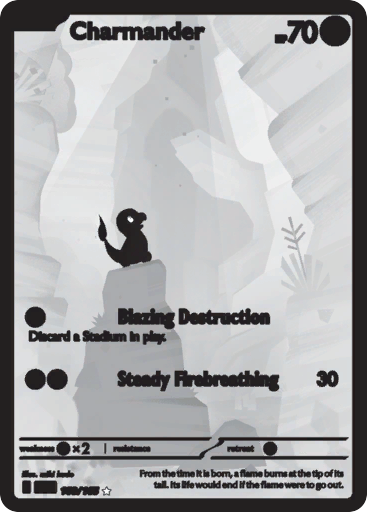 Charmander
HP 70
Blazing Destruction
Discard a Stadium in play.
Steady Firebreathing 30
weakness ×2 resistance retreat
From the time it is born, a flame burns at the tip of its
tail. Its life would end if the flame were to go out.